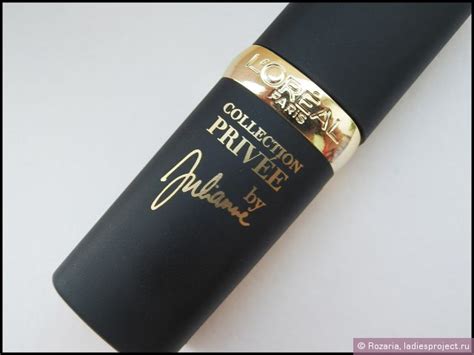 L'ORÉAL
PARIS
COLLECTION
PRIVÉE
by
Julianne
© Rozaria, ladiesproject.ru